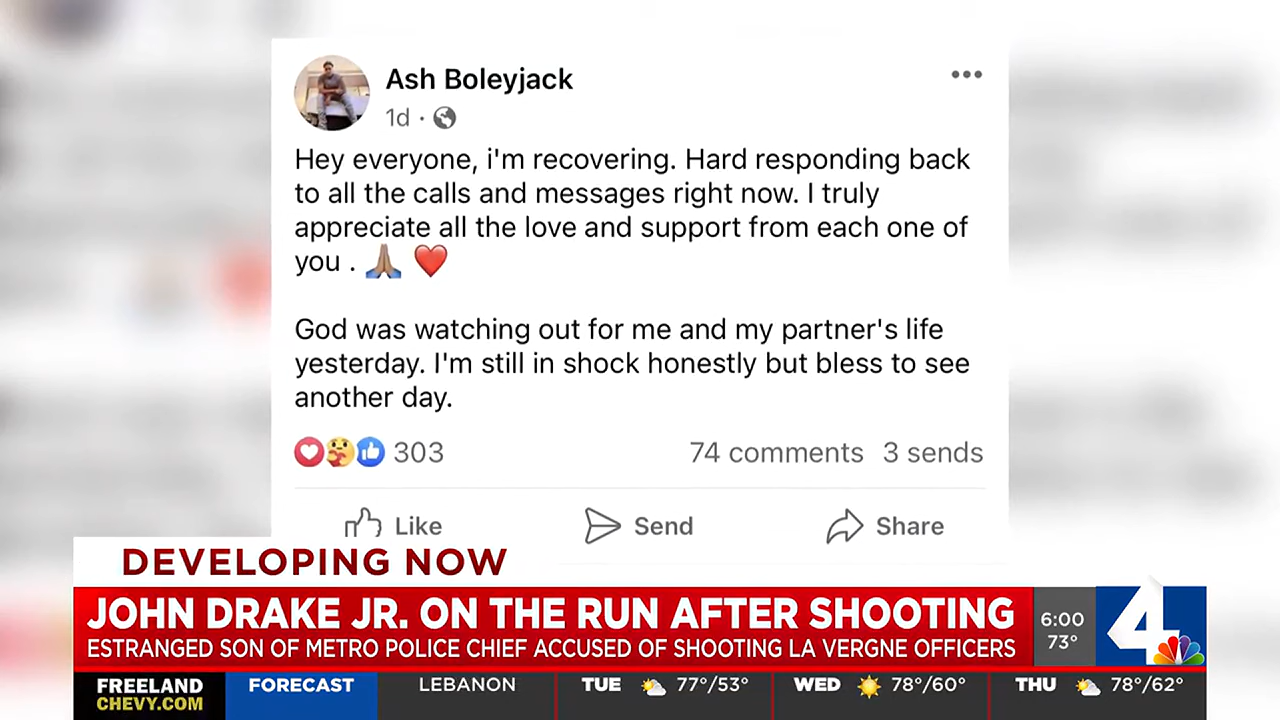 Ash Boleyjack
1d ·
Hey everyone, i'm recovering. Hard responding back
to all the calls and messages right now. I truly
appreciate all the love and support from each one of
you . 🙏🏽 ❤️
God was watching out for me and my partner's life
yesterday. I'm still in shock honestly but bless to see
another day.
303
74 comments 3 sends
Like Send Share
DEVELOPING NOW
JOHN DRAKE JR. ON THE RUN AFTER SHOOTING
ESTRANGED SON OF METRO POLICE CHIEF ACCUSED OF SHOOTING LA VERGNE OFFICERS
6:00
73°
4
FREELAND
CHEVY.COM
FORECAST LEBANON TUE 77°/53° WED 78°/60° THU 78°/62°